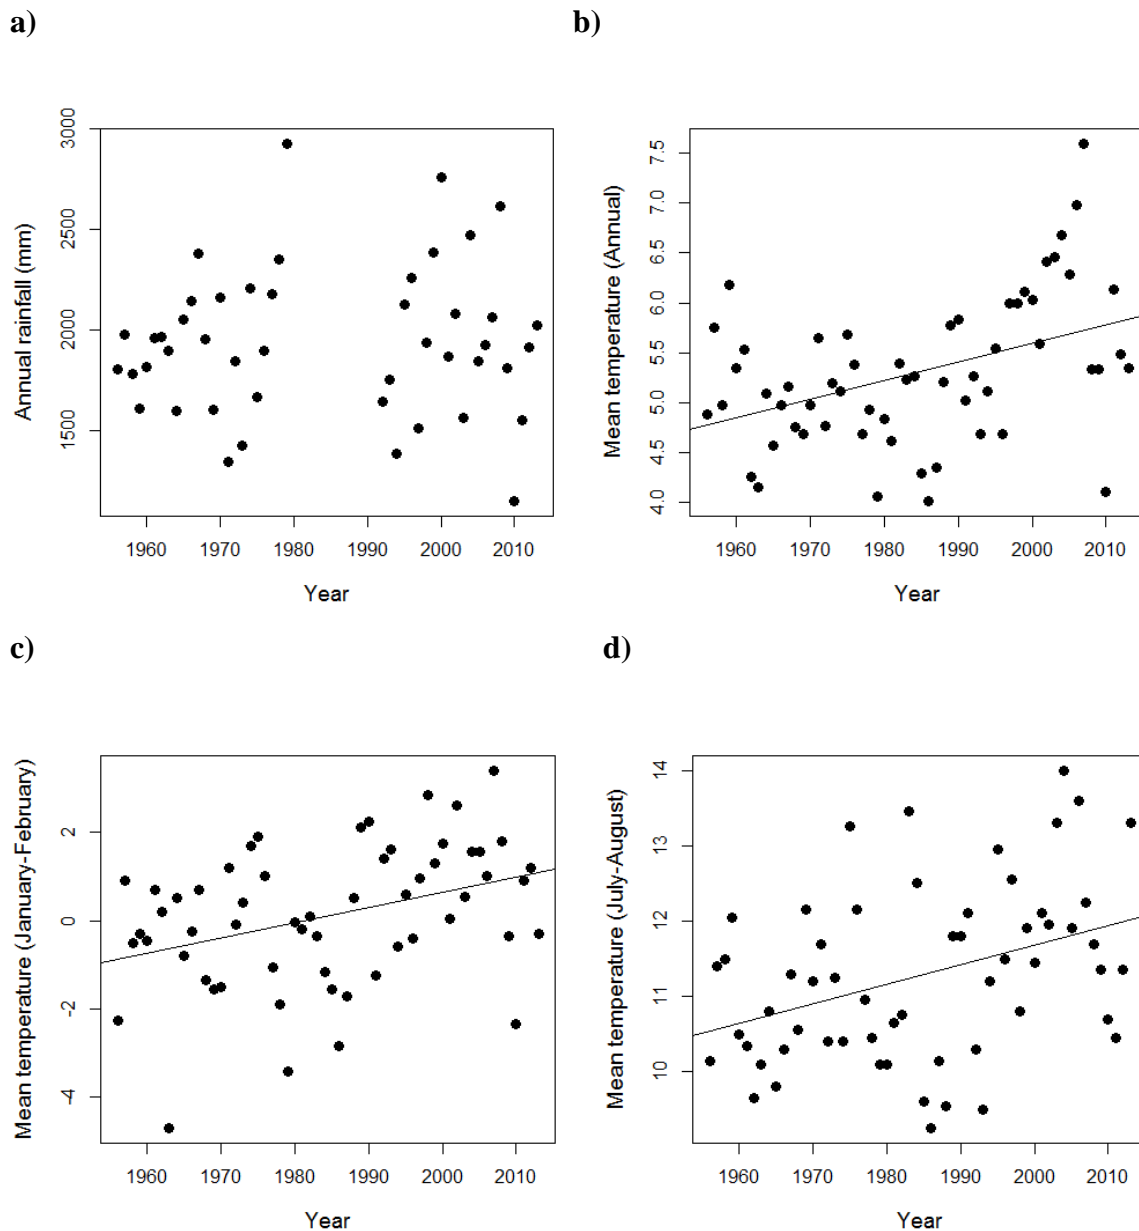 a)
b)
Annual rainfall (mm)
3000
2500
2000
1500
1960 1970 1980 1990 2000 2010
Year
Mean temperature (Annual)
7.5
7.0
6.5
6.0
5.5
5.0
4.5
4.0
1960 1970 1980 1990 2000 2010
Year
c)
d)
Mean temperature (January-February)
2
0
-2
-4
1960 1970 1980 1990 2000 2010
Year
Mean temperature (July-August)
14
13
12
11
10
1960 1970 1980 1990 2000 2010
Year